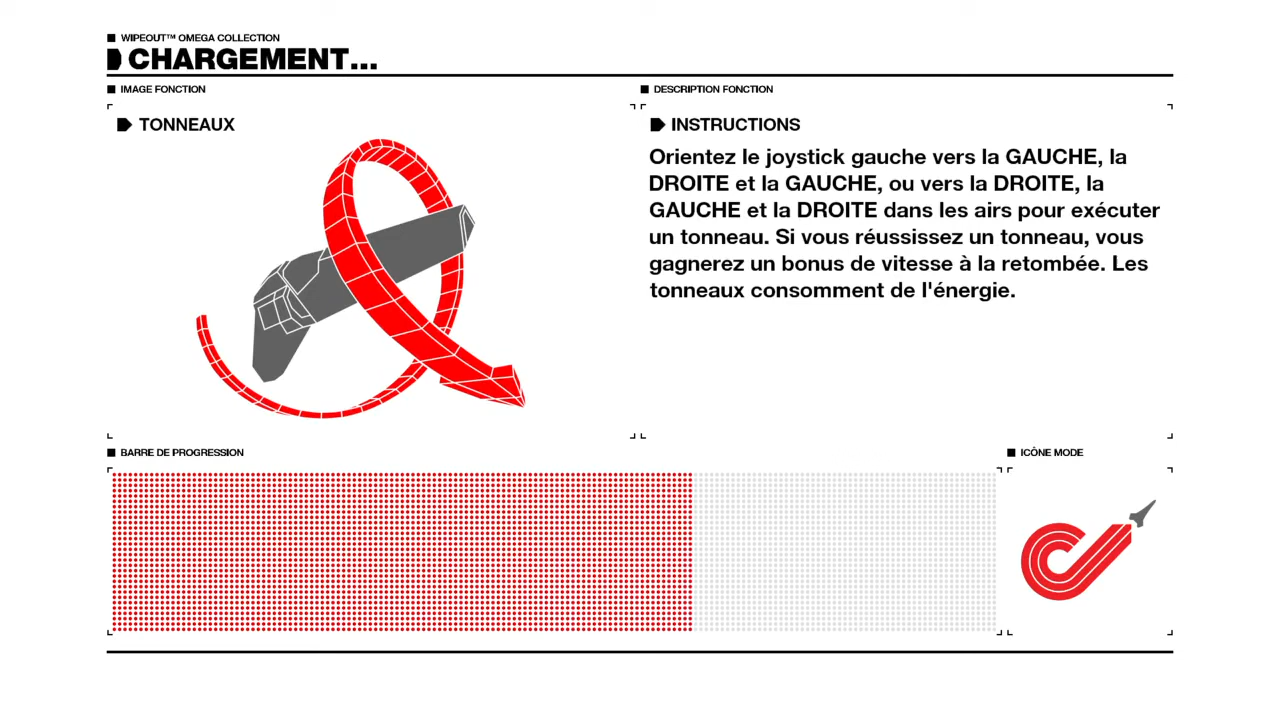 WIPEOUT™ OMEGA COLLECTION
CHARGEMENT...
IMAGE FONCTION
TONNEAUX
DESCRIPTION FONCTION
INSTRUCTIONS
Orientez le joystick gauche vers la GAUCHE, la
DROITE et la GAUCHE, ou vers la DROITE, la
GAUCHE et la DROITE dans les airs pour exécuter
un tonneau. Si vous réussissez un tonneau, vous
gagnerez un bonus de vitesse à la retombée. Les
tonneaux consomment de l'énergie.
BARRE DE PROGRESSION
ICÔNE MODE